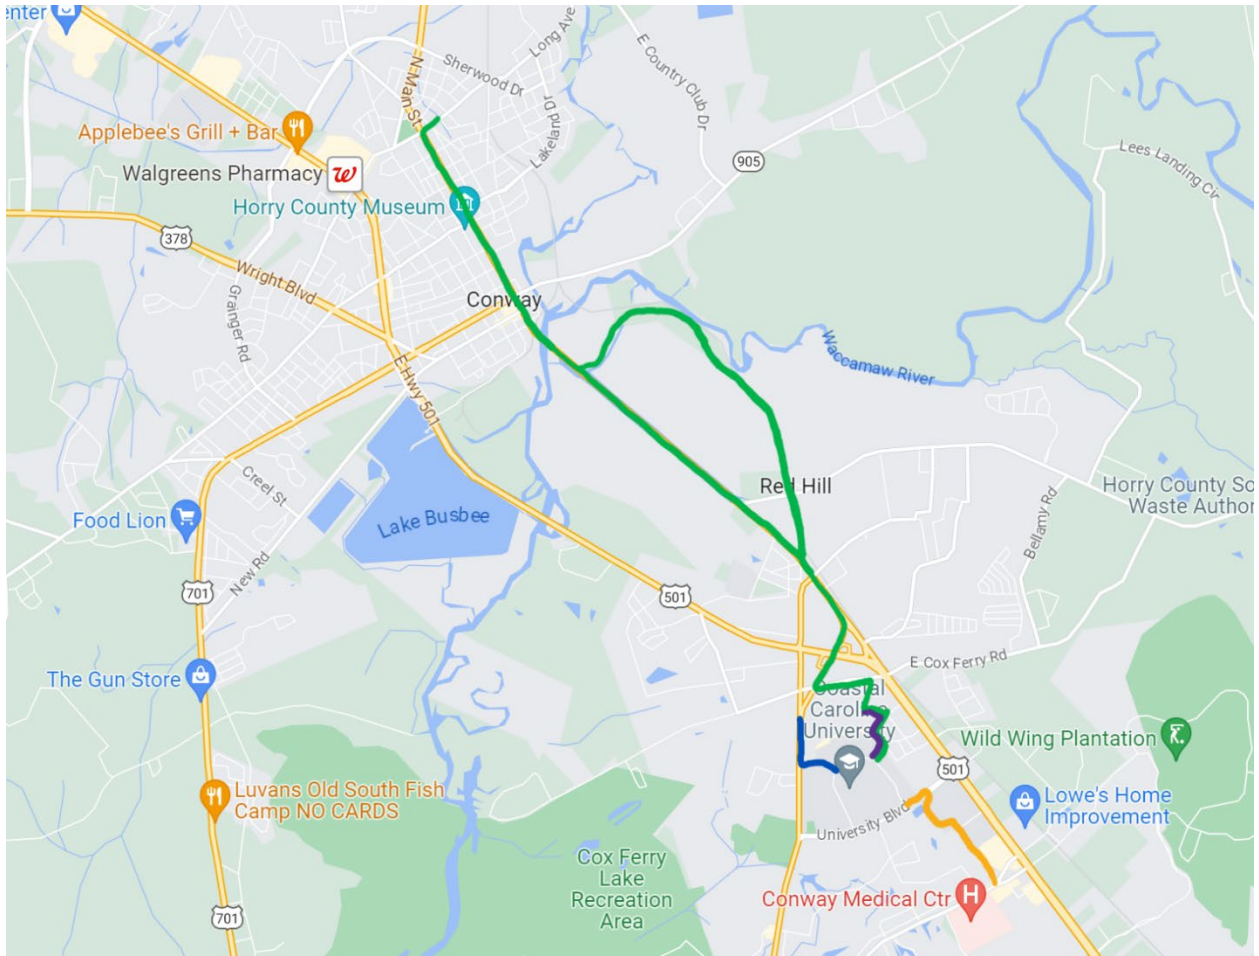 enter
Long Ave
Sherwood Dr
E Country Club Dr
N Main St
Lakeland Dr
Applebee's Grill + Bar
905
Lees Landing Cir
Walgreens Pharmacy
W
Horry County Museum
378
Wright Blvd
Grainger Rd
Conway
Waccamaw River
E Hwy 501
Creel St
Red Hill
Horry County So
Waste Author
Bellamy Rd
Food Lion
Lake Busbee
New Rd
701
501
E Cox Ferry Rd
The Gun Store
Coastal
Carolina
University
Wild Wing Plantation
501
Luvans Old South Fish
Camp NO CARDS
Lowe's Home
Improvement
University Blvd
Cox Ferry
Lake
Recreation
Area
Conway Medical Ctr
H
701